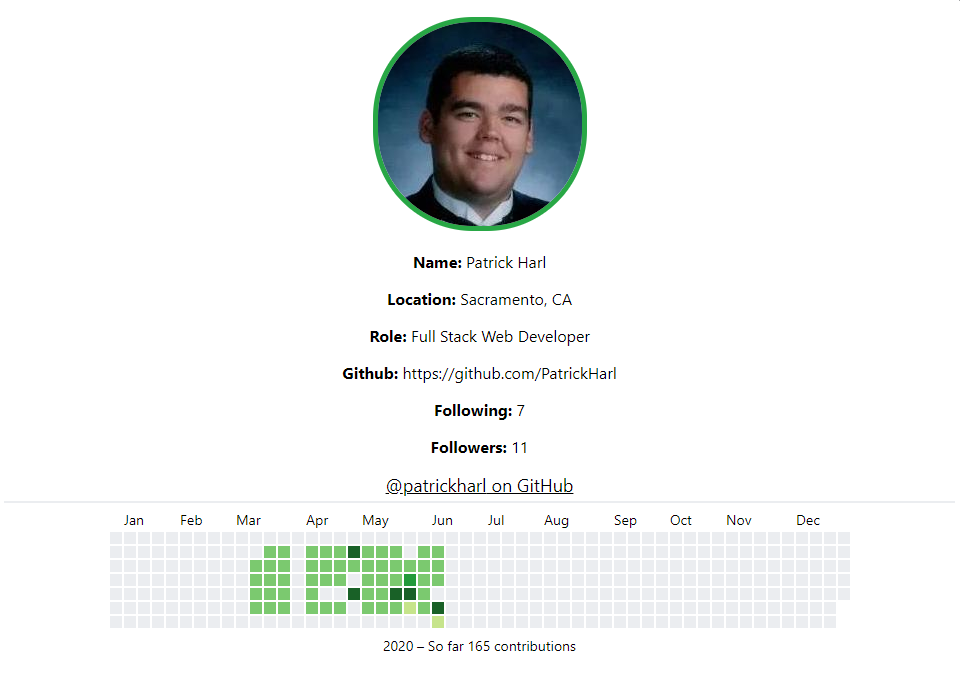 Name: Patrick Harl
Location: Sacramento, CA
Role: Full Stack Web Developer
Github: https://github.com/PatrickHarl
Following: 7
Followers: 11
@patrickharl on GitHub
Jan Feb Mar Apr May Jun Jul Aug Sep Oct Nov Dec
2020 – So far 165 contributions